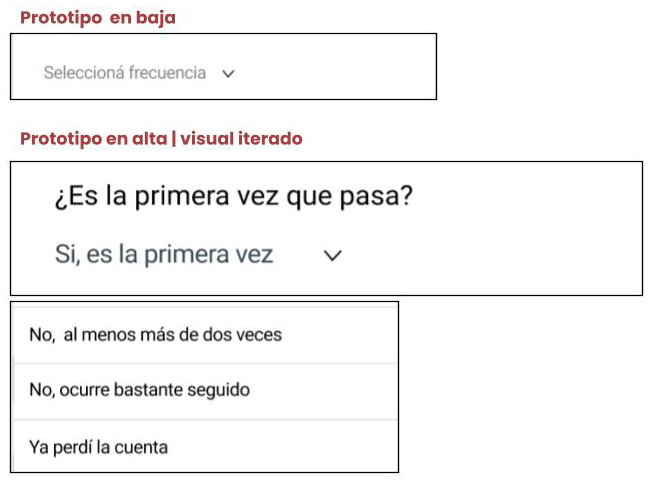 Prototipo en baja
Seleccioná frecuencia
Prototipo en alta | visual iterado
¿Es la primera vez que pasa?
Si, es la primera vez
No, al menos más de dos veces
No, ocurre bastante seguido
Ya perdí la cuenta